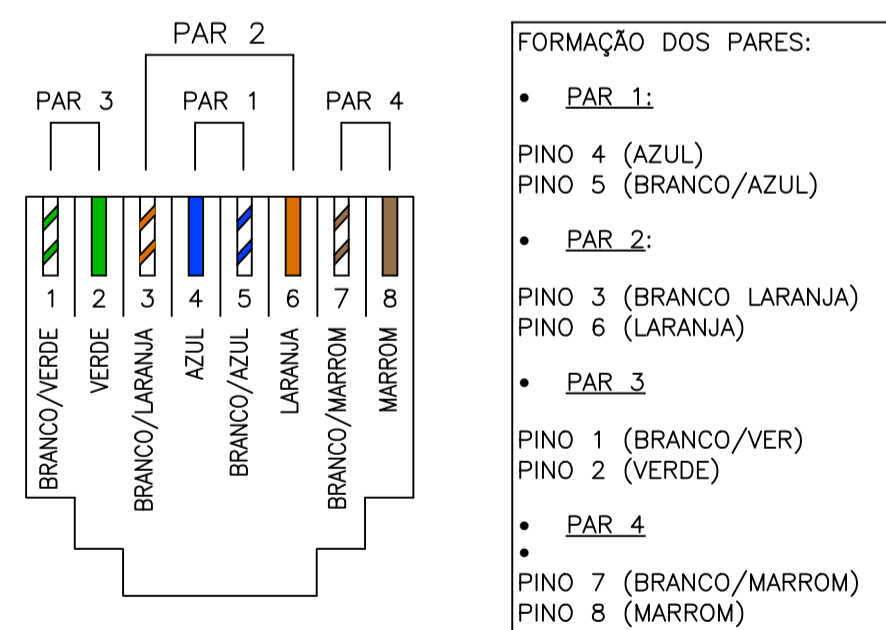 PAR 2
PAR 3 PAR 1 PAR 4
1 2 3 4 5 6 7 8
BRANCO/VERDE
VERDE
BRANCO/LARANJA
AZUL
BRANCO/AZUL
LARANJA
BRANCO/MARROM
MARROM
FORMAÇÃO DOS PARES:
• PAR 1:
PINO 4 (AZUL)
PINO 5 (BRANCO/AZUL)
• PAR 2:
PINO 3 (BRANCO LARANJA)
PINO 6 (LARANJA)
• PAR 3
PINO 1 (BRANCO/VER)
PINO 2 (VERDE)
• PAR 4
•
PINO 7 (BRANCO/MARROM)
PINO 8 (MARROM)